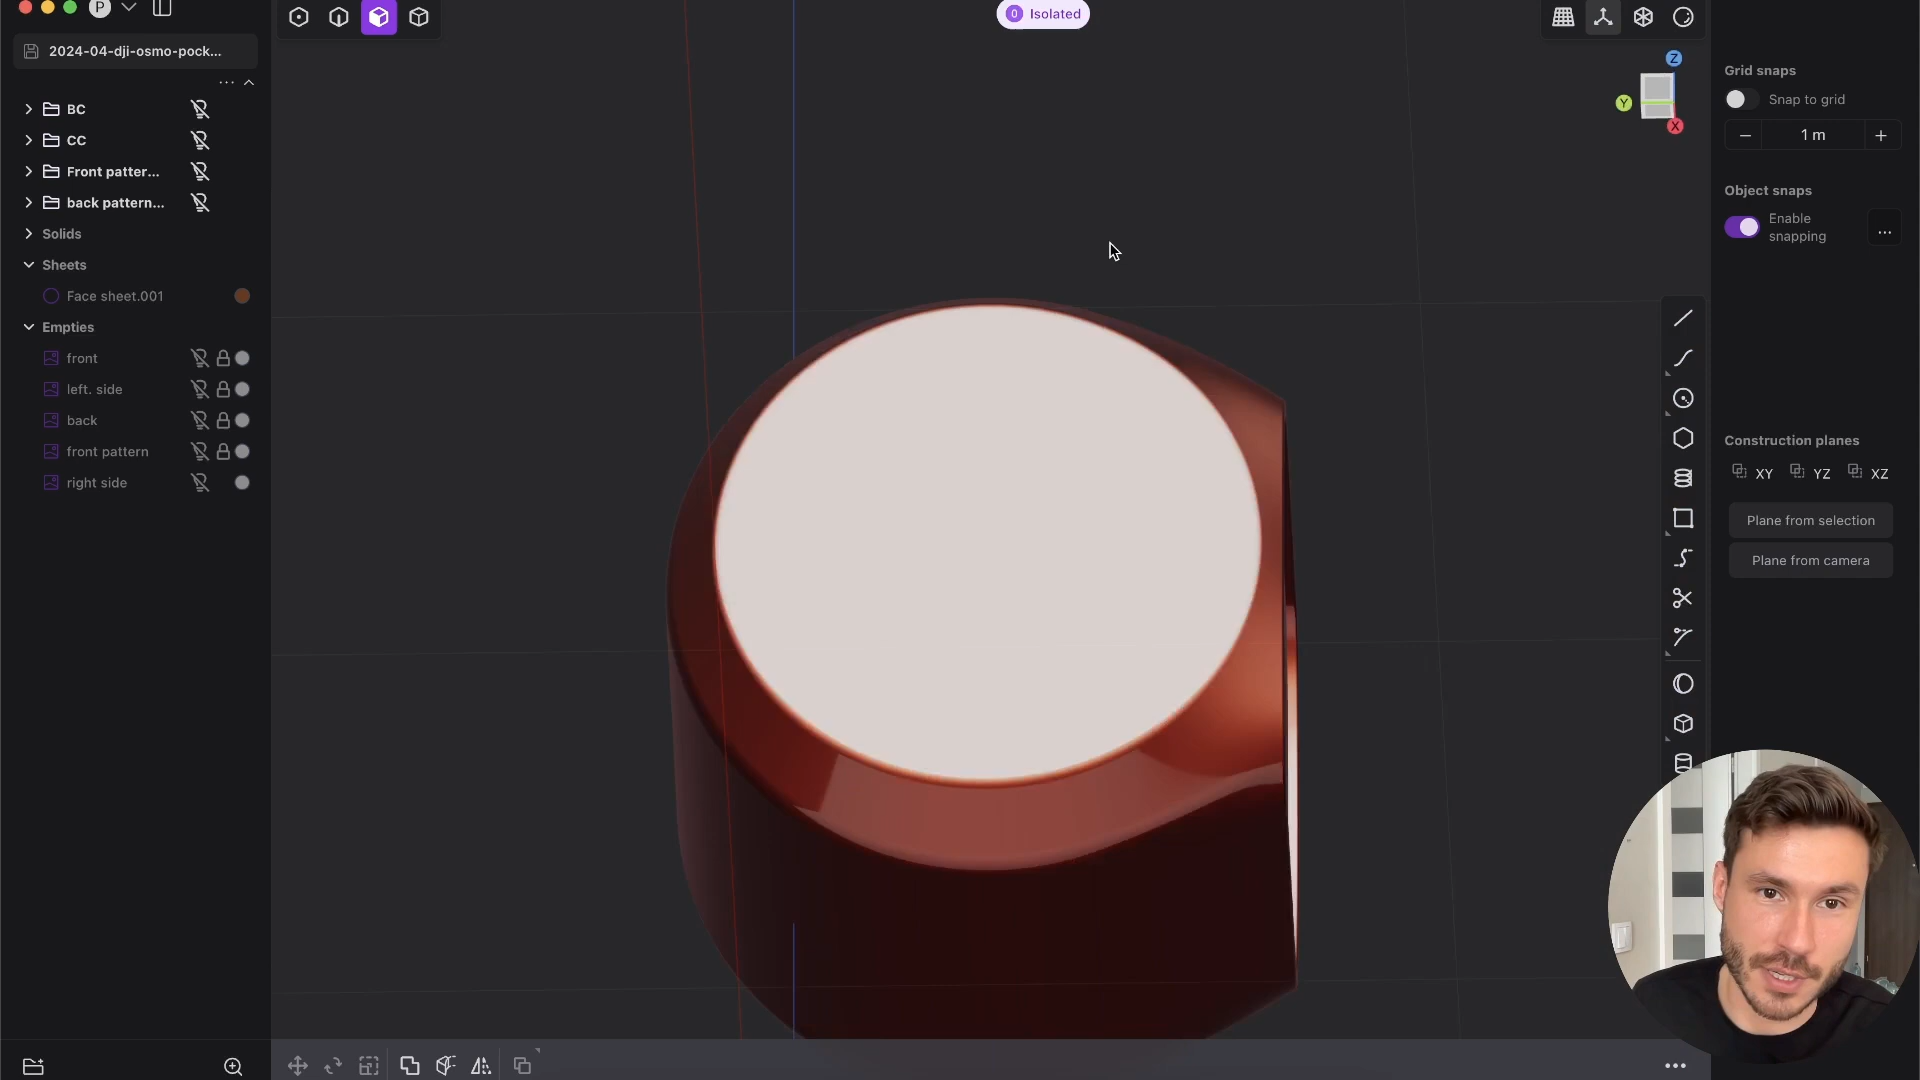 P
0 Isolated
2024-04-dji-osmo-pock...
BC
CC
Front patter...
back pattern...
Solids
Sheets
Face sheet.001
Empties
front
left. side
back
front pattern
right side
Z
Y
X
Grid snaps
Snap to grid
1 m
Object snaps
Enable
snapping
...
Construction planes
XY YZ XZ
Plane from selection
Plane from camera